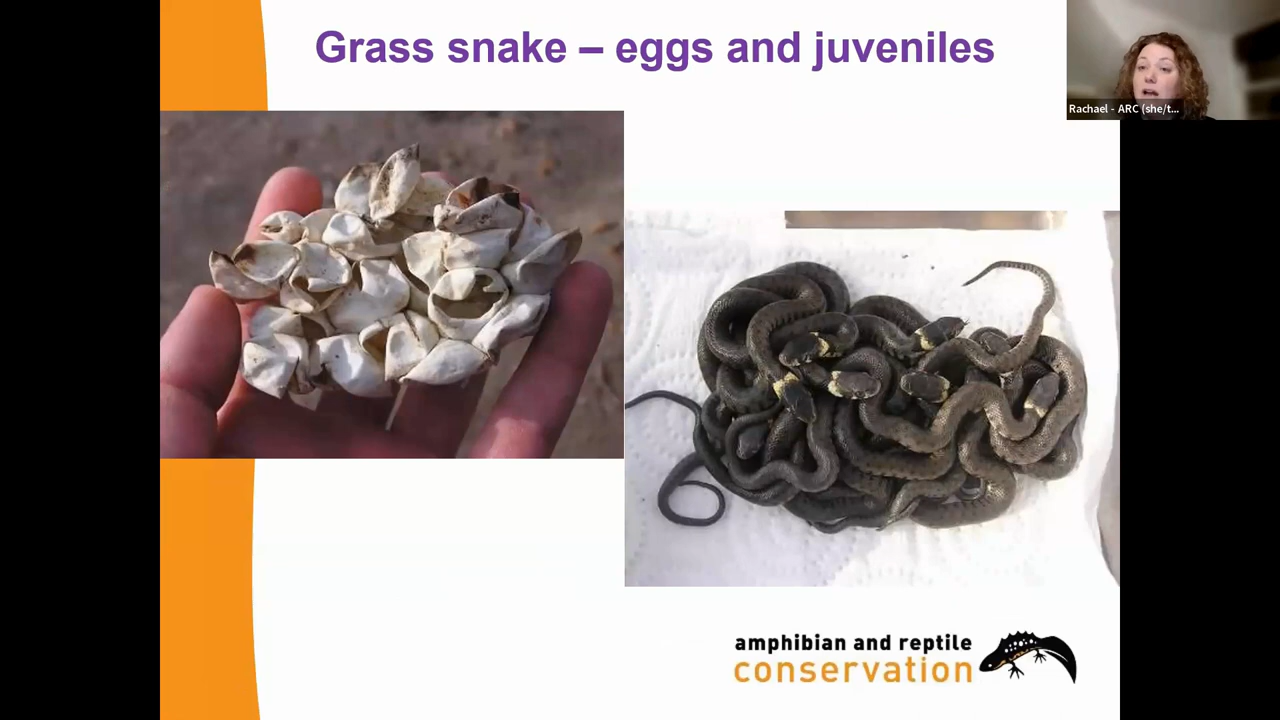 Grass snake – eggs and juveniles
Rachael - ARC (she/t...
amphibian and reptile
conservation